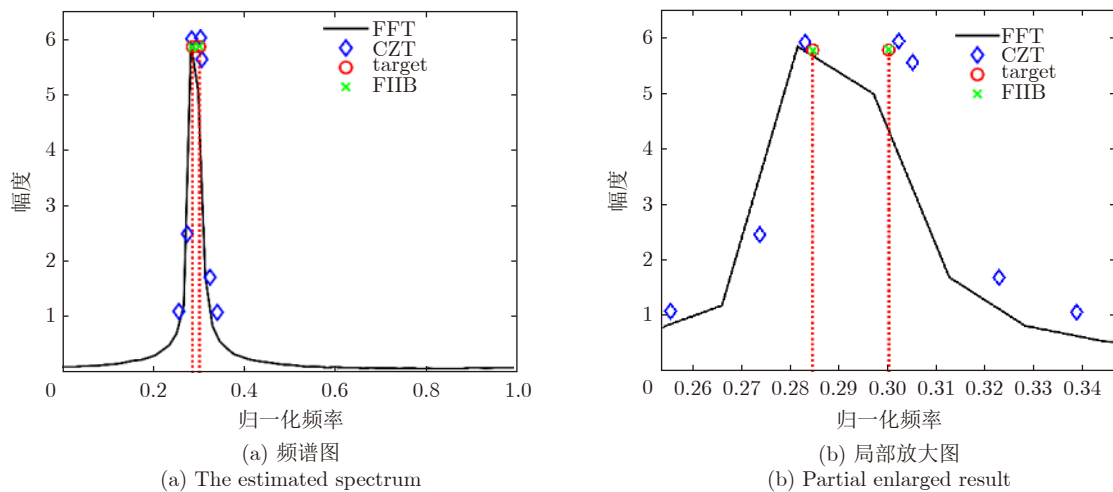 FFT
CZT
target
FIIB
6
5
4
3
2
1
幅度
0
0.2
0.4
0.6
0.8
1.0
归一化频率
(a) 频谱图
(a) The estimated spectrum
FFT
CZT
target
FIIB
6
5
4
3
2
1
幅度
0
0.26
0.27
0.28
0.29
0.30
0.31
0.32
0.33
0.34
归一化频率
(b) 局部放大图
(b) Partial enlarged result